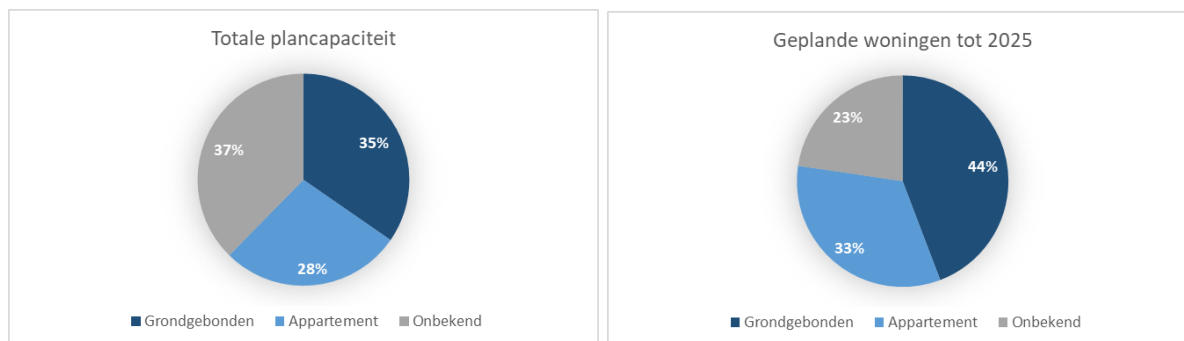 Totale plancapaciteit
35%
37%
28%
Grondgebonden Appartement Onbekend
Geplande woningen tot 2025
23%
44%
33%
Grondgebonden Appartement Onbekend